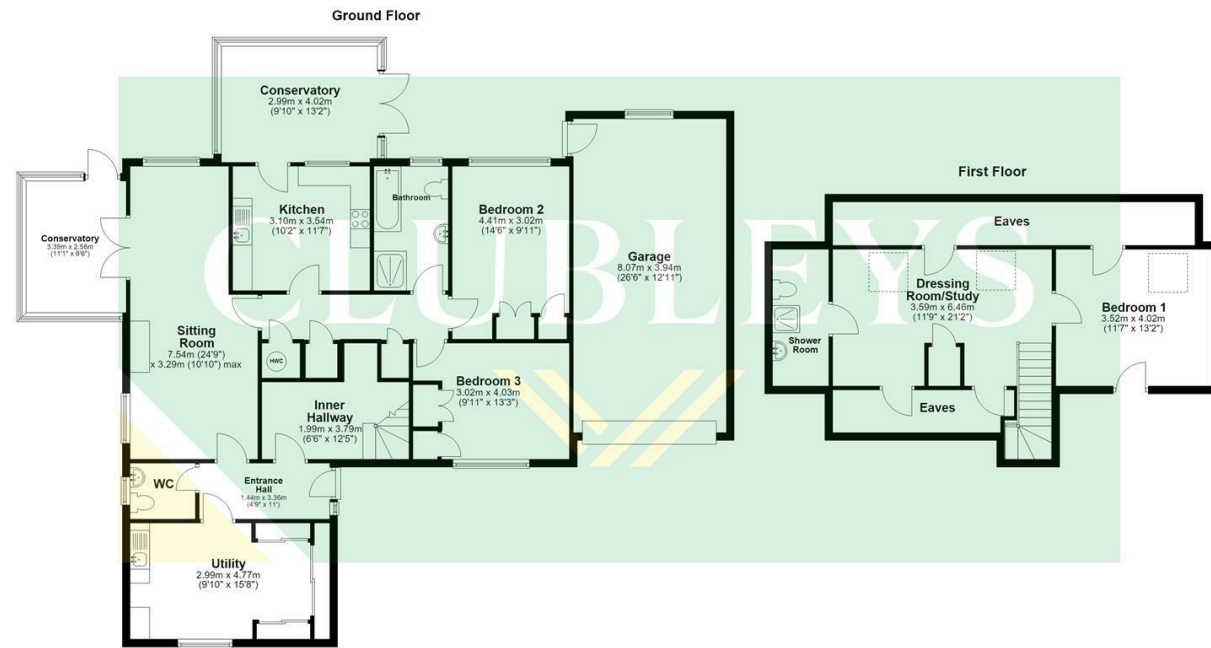 Ground Floor
Conservatory
2.99m x 4.02m
(9'10" x 13'2")
Conservatory
3.39m x 2.58m
(11'1" x 8'6")
Kitchen
3.10m x 3.54m
(10'2" x 11'7")
Bathroom
Bedroom 2
4.41m x 3.02m
(14'6" x 9'11")
Garage
8.07m x 3.94m
(26'6" x 12'11")
CLUBLEYS
Sitting
Room
7.54m (24'9")
x 3.29m (10'10") max
HWC
Inner
Hallway
1.99m x 3.79m
(6'6" x 12'5")
Bedroom 3
3.02m x 4.03m
(9'11" x 13'3")
WC
Entrance
Hall
1.44m x 3.36m
(4'9" x 11')
Utility
2.99m x 4.77m
(9'10" x 15'8")
First Floor
Eaves
Shower
Room
Dressing
Room/Study
3.59m x 6.46m
(11'9" x 21'2")
Bedroom 1
3.52m x 4.02m
(11'7" x 13'2")
Eaves